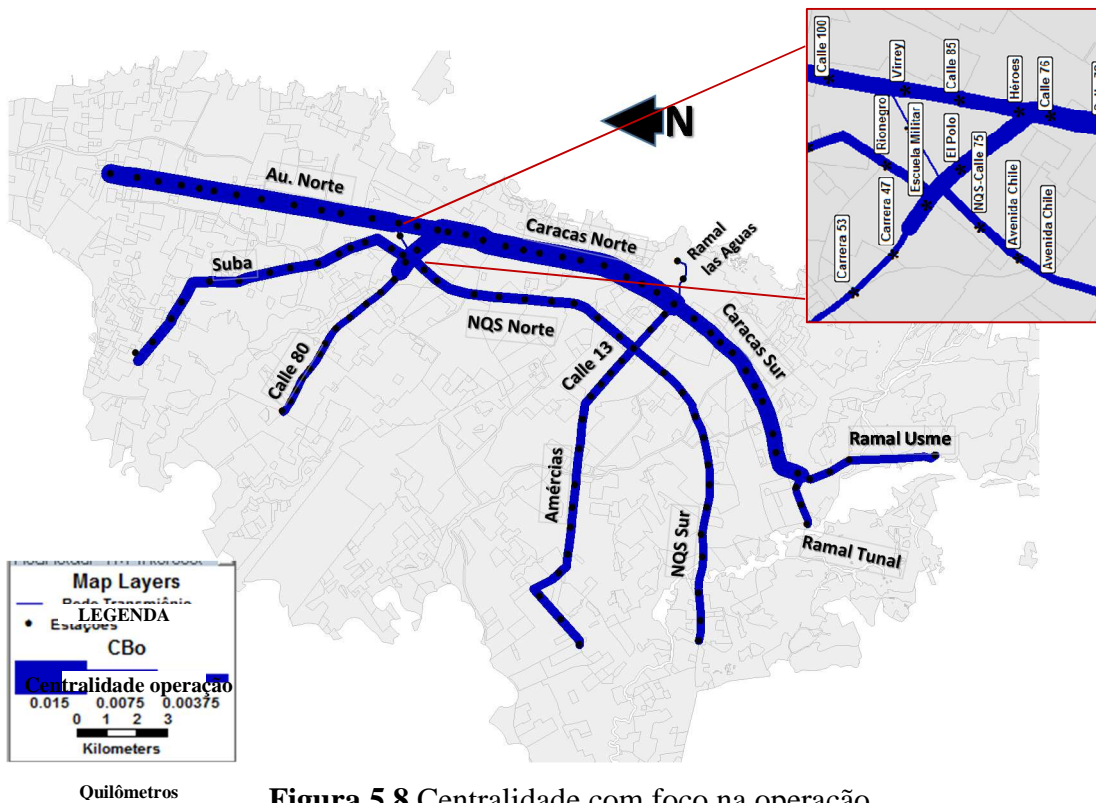 N
Au. Norte
Caracas Norte
Ramal
las Aguas
Suba
NQS Norte
Calle 80
Calle 13
Caracas Sur
Amércias
NQS Sur
Ramal Usme
Ramal Tunal
Calle 100
Virrey
Calle 85
Héroes
Calle 76
Rionegro
Escuela Militar
El Polo
NQS-Calle 75
Carrera 47
Avenida Chile
Carrera 53
Avenida Chile
Map Layers
LEGENDA
Estações
CBo
Centralidade operação
0.015 0.0075 0.00375
0 1 2 3
Kilometers
Quilômetros
Figura 5.8 Centralidade com foco na operação